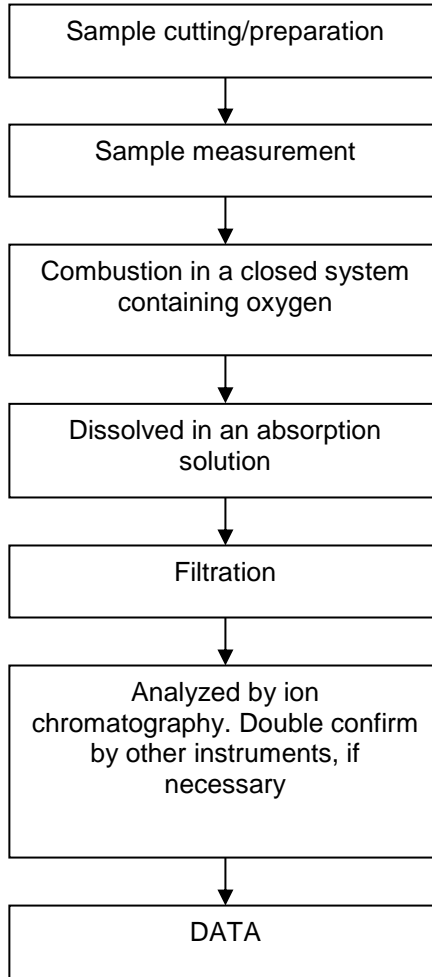 Sample cutting/preparation
Sample measurement
Combustion in a closed system
containing oxygen
Dissolved in an absorption
solution
Filtration
Analyzed by ion
chromatography. Double confirm
by other instruments, if
necessary
DATA